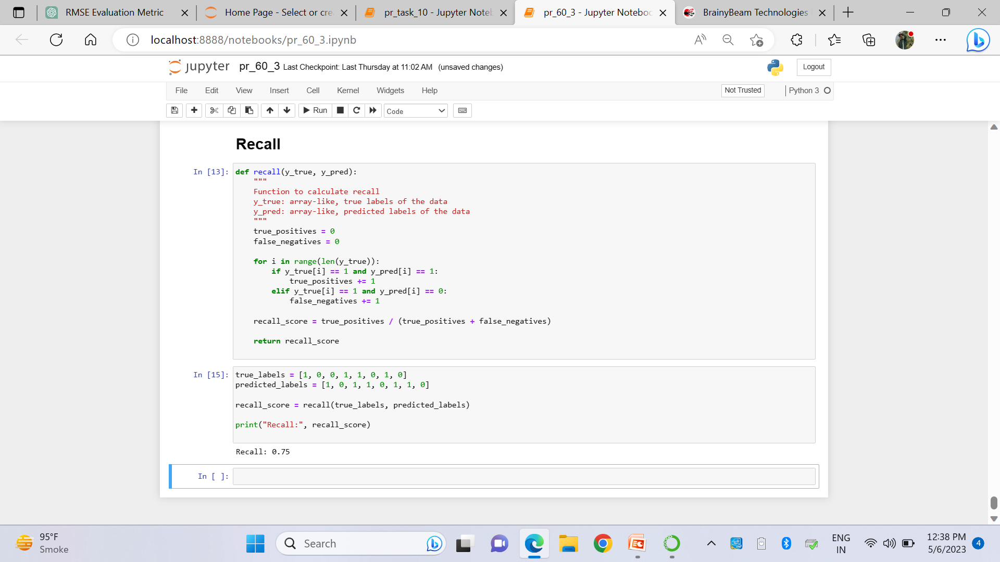 RMSE Evaluation Metric
Home Page - Select or cre
pr_task_10 - Jupyter Noteb
pr_60_3 - Jupyter Noteboo
BrainyBeam Technologies
localhost:8888/notebooks/pr_60_3.ipynb
jupyter pr_60_3 Last Checkpoint: Last Thursday at 11:02 AM (unsaved changes)
Logout
File Edit View Insert Cell Kernel Widgets Help
Not Trusted
Python 3
Run
Code
Recall
In [13]: def recall(y_true, y_pred):
"""
Function to calculate recall
y_true: array-like, true labels of the data
y_pred: array-like, predicted labels of the data
"""
true_positives = 0
false_negatives = 0
for i in range(len(y_true)):
if y_true[i] == 1 and y_pred[i] == 1:
true_positives += 1
elif y_true[i] == 1 and y_pred[i] == 0:
false_negatives += 1
recall_score = true_positives / (true_positives + false_negatives)
return recall_score
In [15]: true_labels = [1, 0, 0, 1, 1, 0, 1, 0]
predicted_labels = [1, 0, 1, 1, 0, 1, 1, 0]
recall_score = recall(true_labels, predicted_labels)
print("Recall:", recall_score)
Recall: 0.75
In [ ]:
95°F
Smoke
Search
ENG
IN
12:38 PM
5/6/2023
4